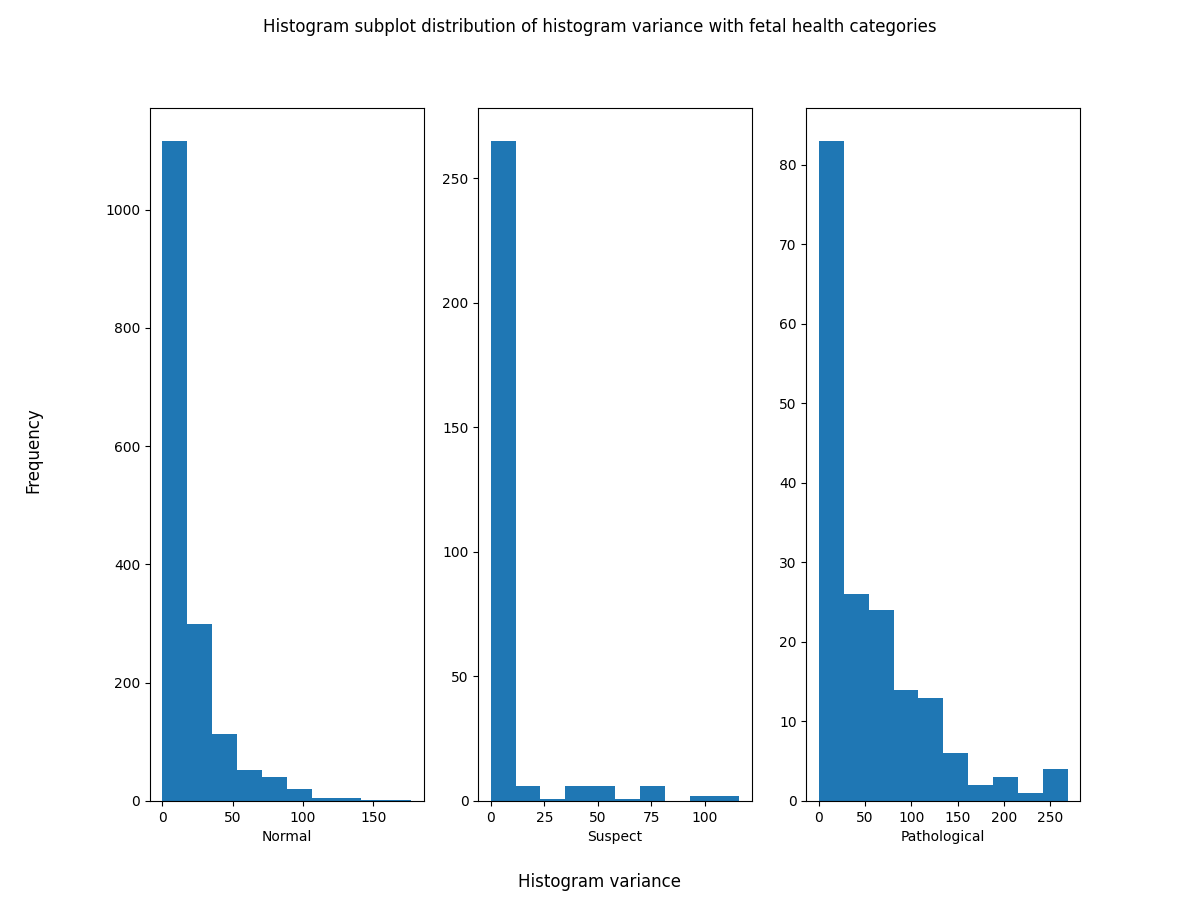 Histogram subplot distribution of histogram variance with fetal health categories
Frequency
1000
800
600
400
200
0
0 50 100 150
Normal
250
200
150
100
50
0
0 25 50 75 100
Suspect
80
70
60
50
40
30
20
10
0
0 50 100 150 200 250
Pathological
Histogram variance